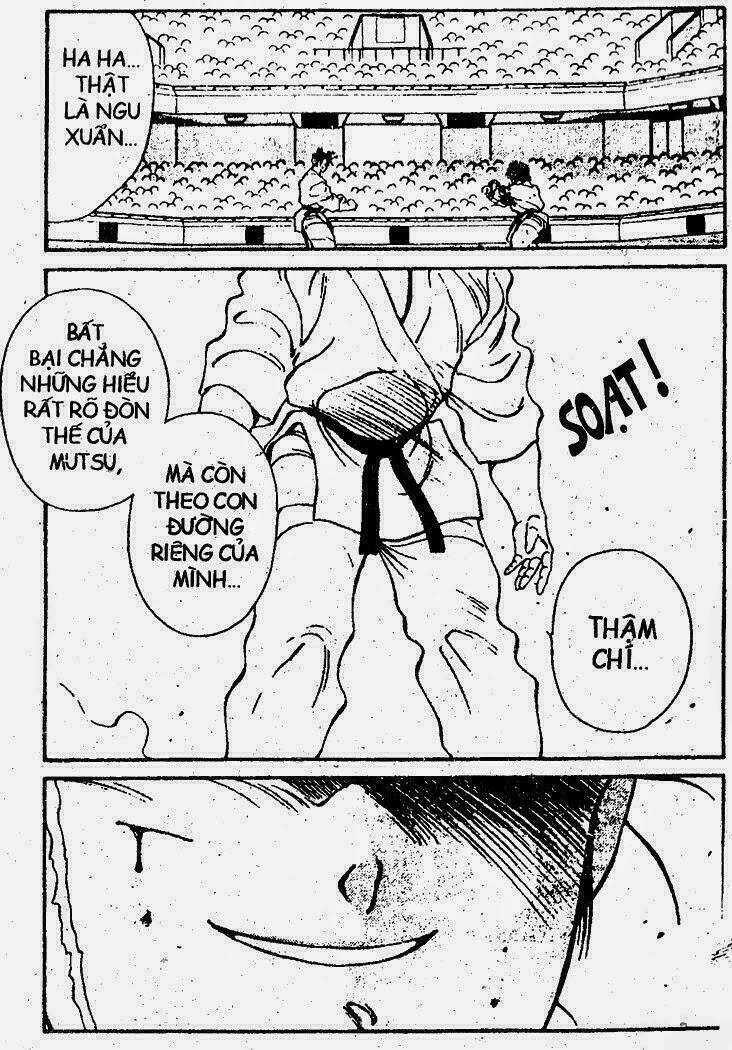 HA HA...
THẬT
LÀ NGU
XUẨN...
BẤT
BẠI CHẲNG
NHỮNG HIỂU
RẤT RÕ ĐÒN
THẾ CỦA
MUTSU,
MÀ CÒN
THEO CON
ĐƯỜNG
RIÊNG CỦA
MÌNH...
SOẠT!
THẬM
CHÍ...